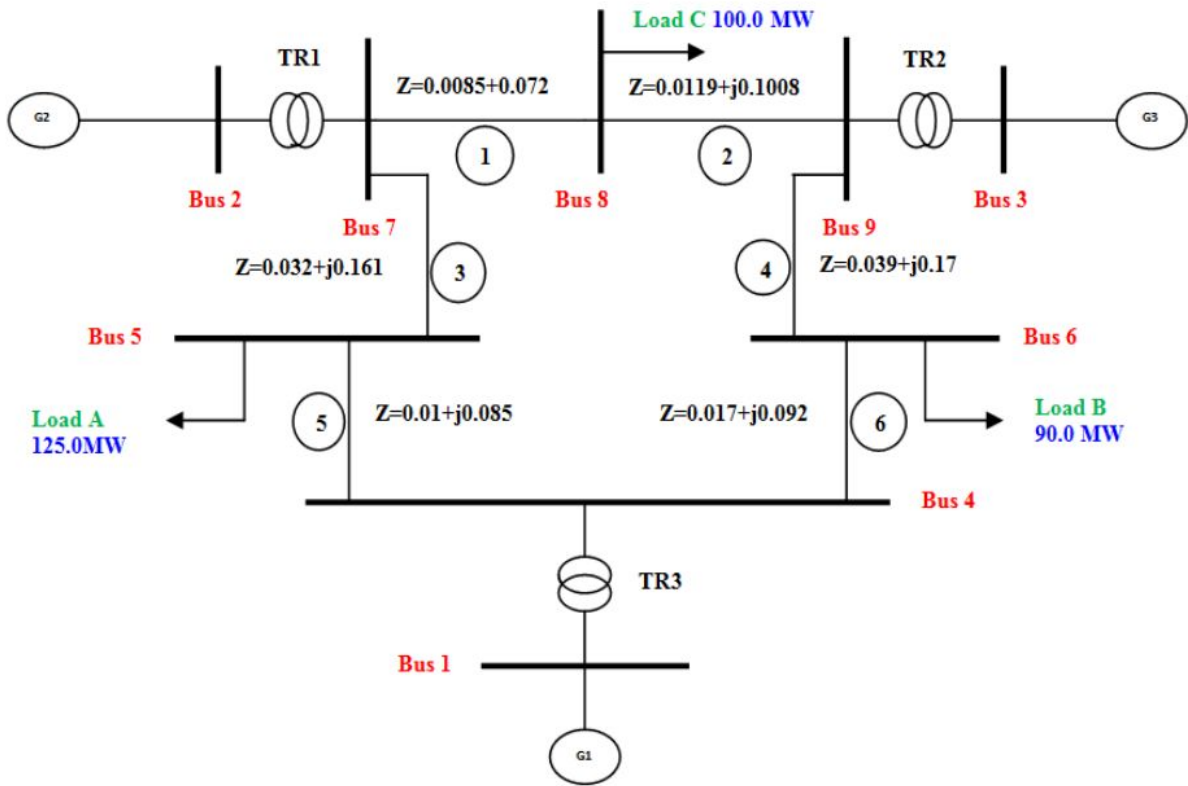 Load C 100.0 MW
TR1
TR2
Z=0.0085+0.072
Z=0.0119+j0.1008
G2
G3
1
2
Bus 2
Bus 7
Bus 8
Bus 9
Bus 3
Z=0.032+j0.161
3
4
Z=0.039+j0.17
Bus 5
Bus 6
Load A
125.0MW
5
Z=0.01+j0.085
Z=0.017+j0.092
6
Load B
90.0 MW
Bus 4
TR3
Bus 1
G1